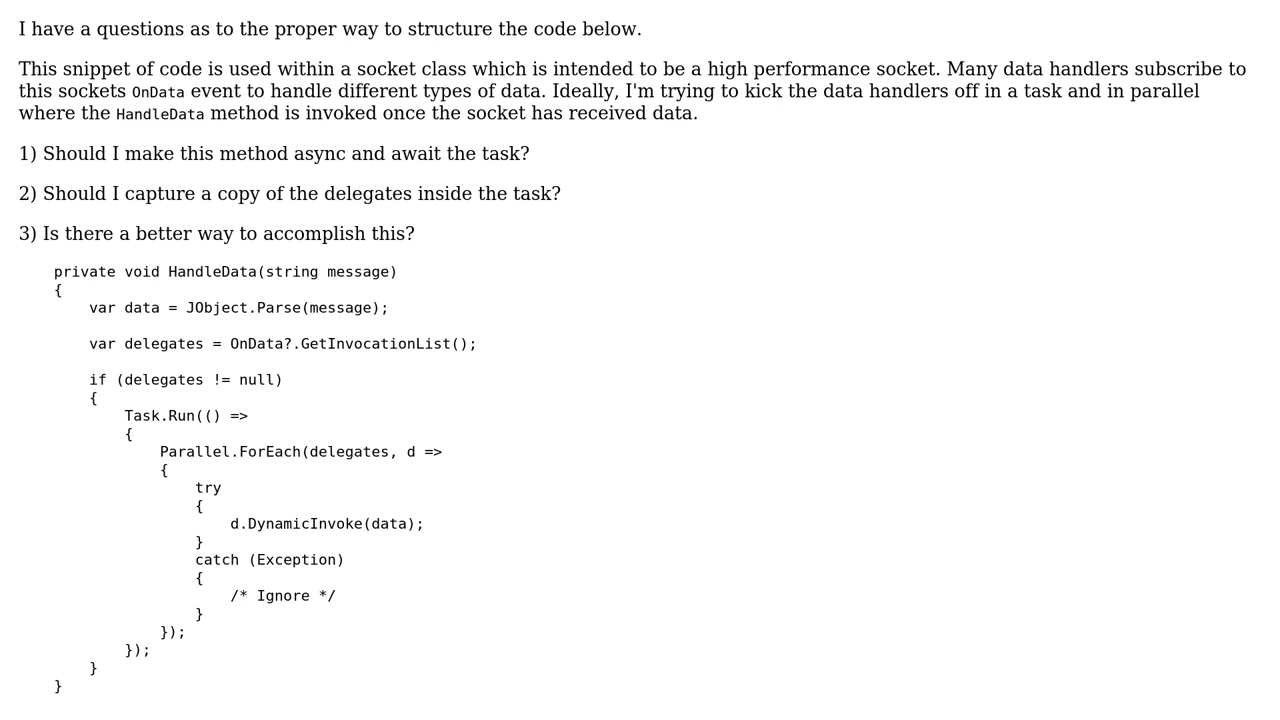 I have a questions as to the proper way to structure the code below.
This snippet of code is used within a socket class which is intended to be a high performance socket. Many data handlers subscribe to
this sockets OnData event to handle different types of data. Ideally, I'm trying to kick the data handlers off in a task and in parallel
where the HandleData method is invoked once the socket has received data.
1) Should I make this method async and await the task?
2) Should I capture a copy of the delegates inside the task?
3) Is there a better way to accomplish this?
private void HandleData(string message)
{
    var data = JObject.Parse(message);
    var delegates = OnData?.GetInvocationList();
    if (delegates != null)
    {
        Task.Run(() =>
        {
            Parallel.ForEach(delegates, d =>
            {
                try
                {
                    d.DynamicInvoke(data);
                }
                catch (Exception)
                {
                    /* Ignore */
                }
            });
        });
    }
}